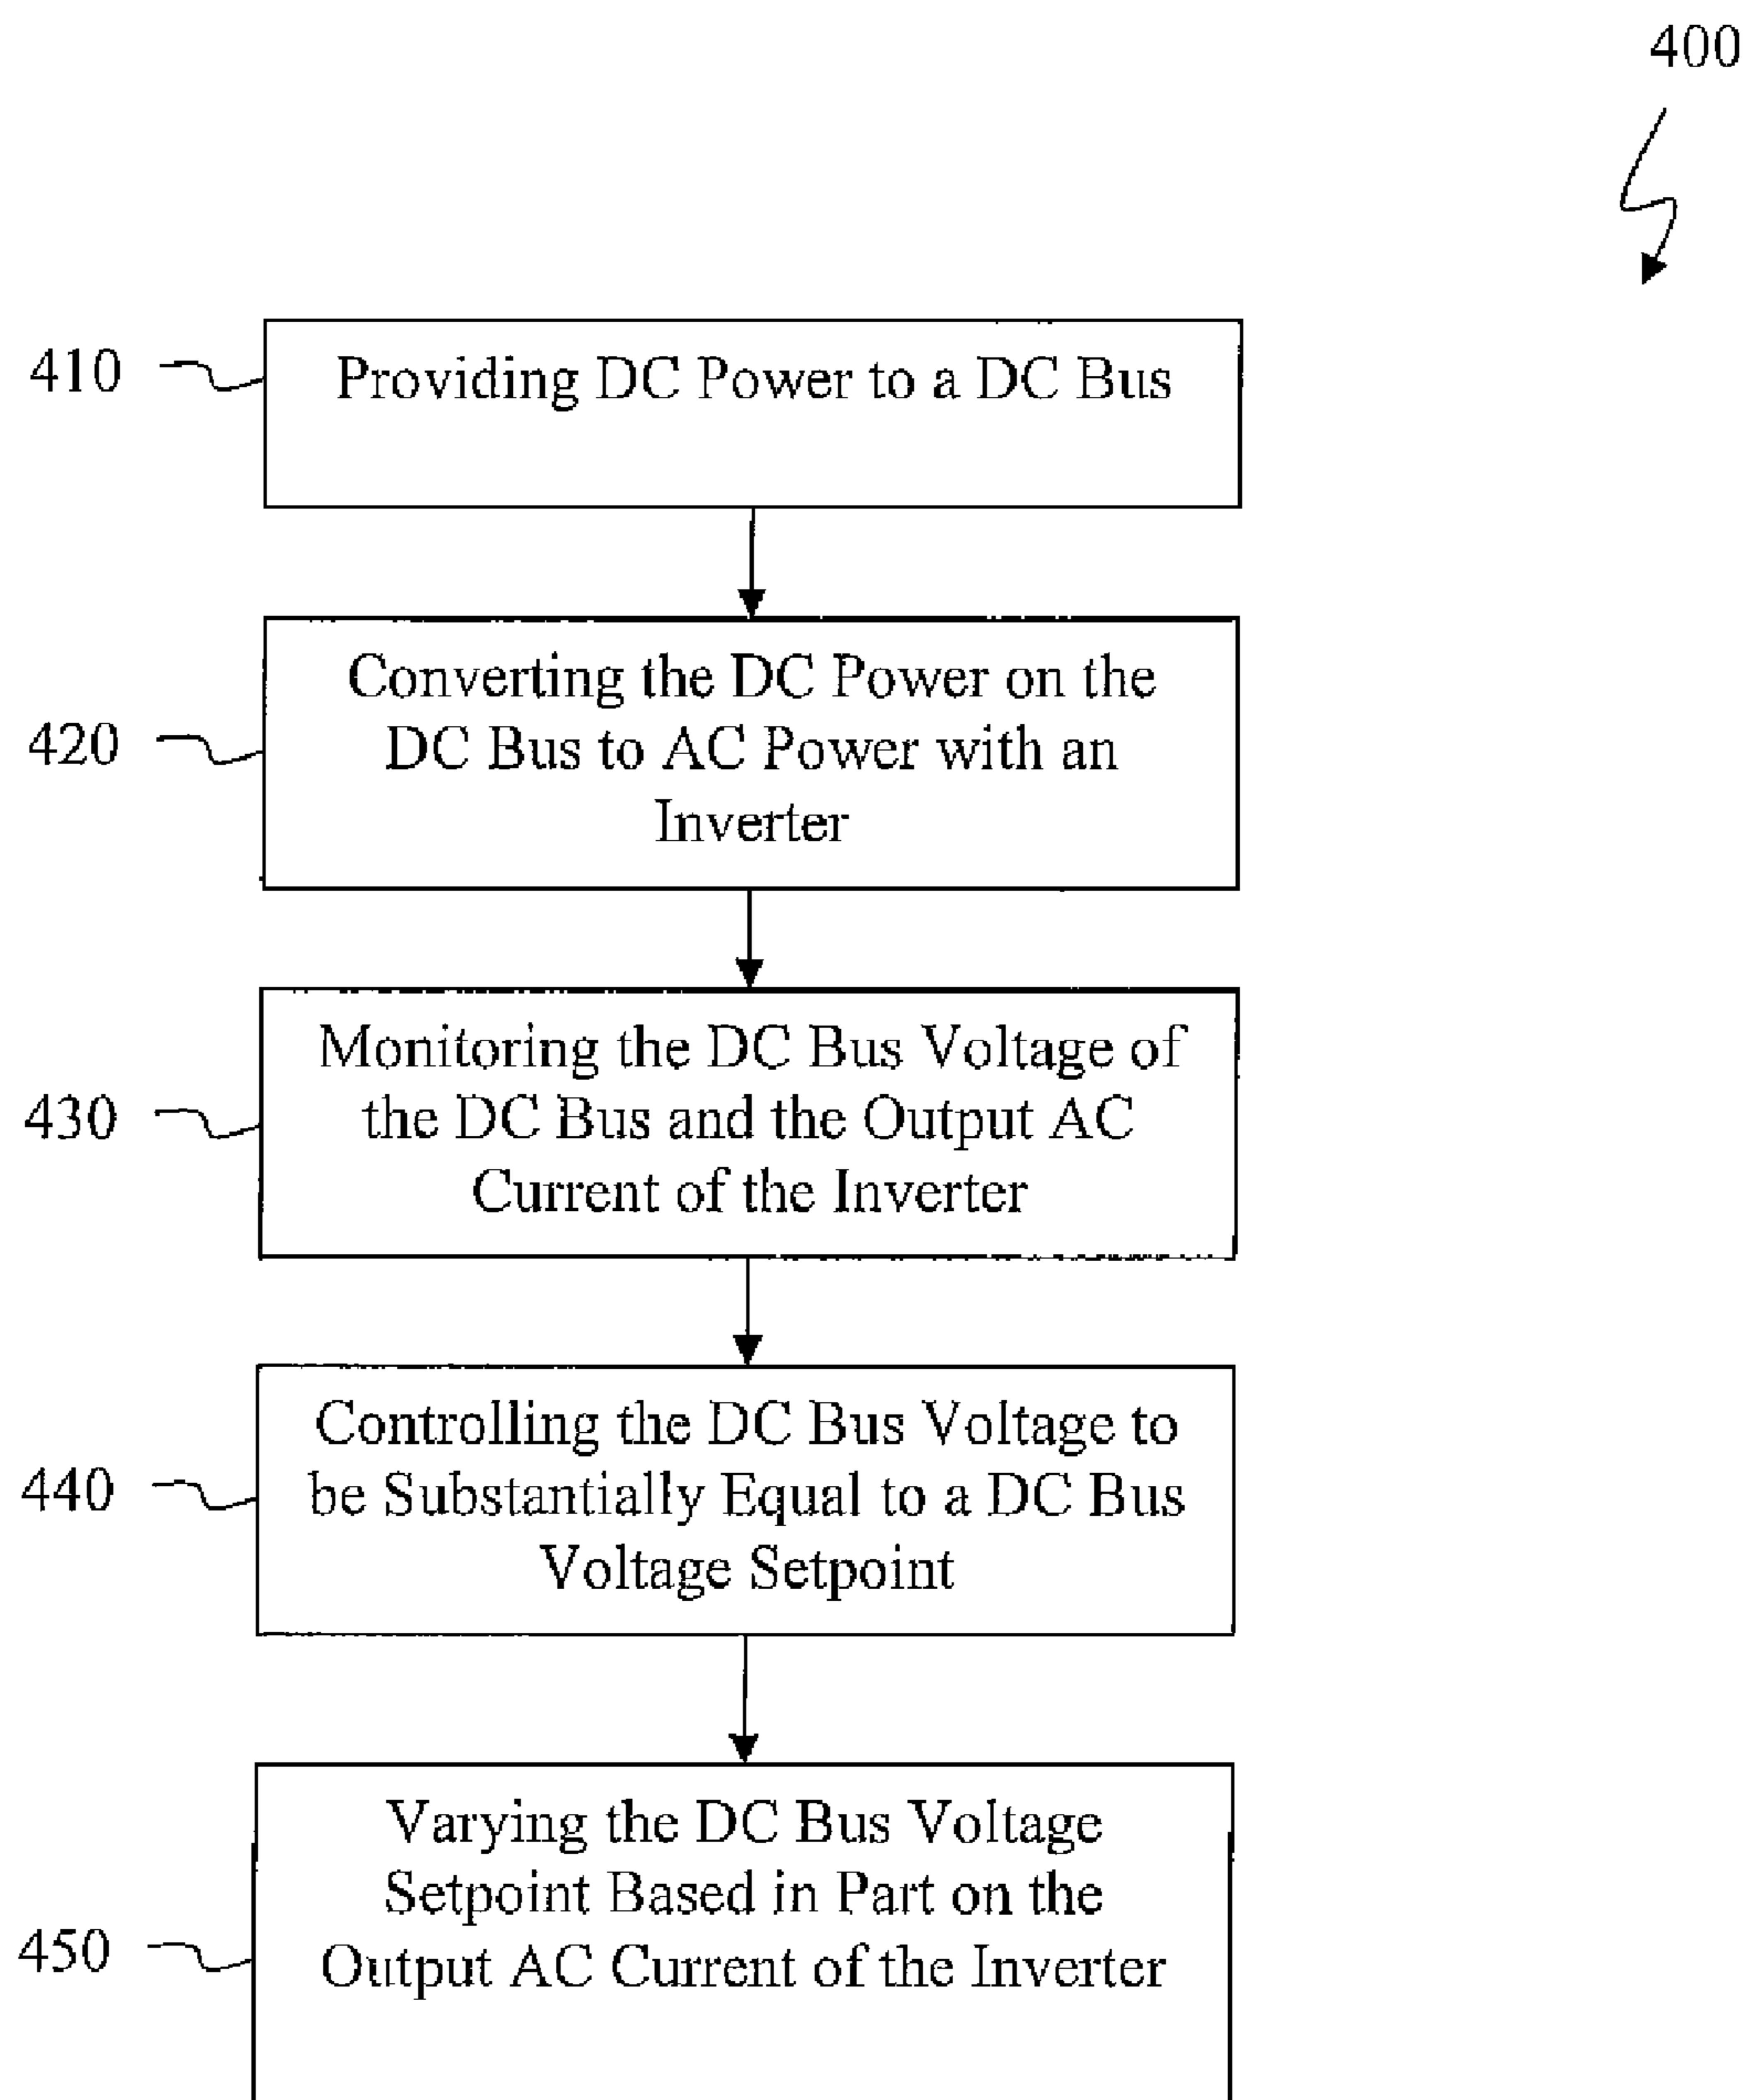 400
410
Providing DC Power to a DC Bus
420
Converting the DC Power on the
DC Bus to AC Power with an
Inverter
430
Monitoring the DC Bus Voltage of
the DC Bus and the Output AC
Current of the Inverter
440
Controlling the DC Bus Voltage to
be Substantially Equal to a DC Bus
Voltage Setpoint
450
Varying the DC Bus Voltage
Setpoint Based in Part on the
Output AC Current of the Inverter